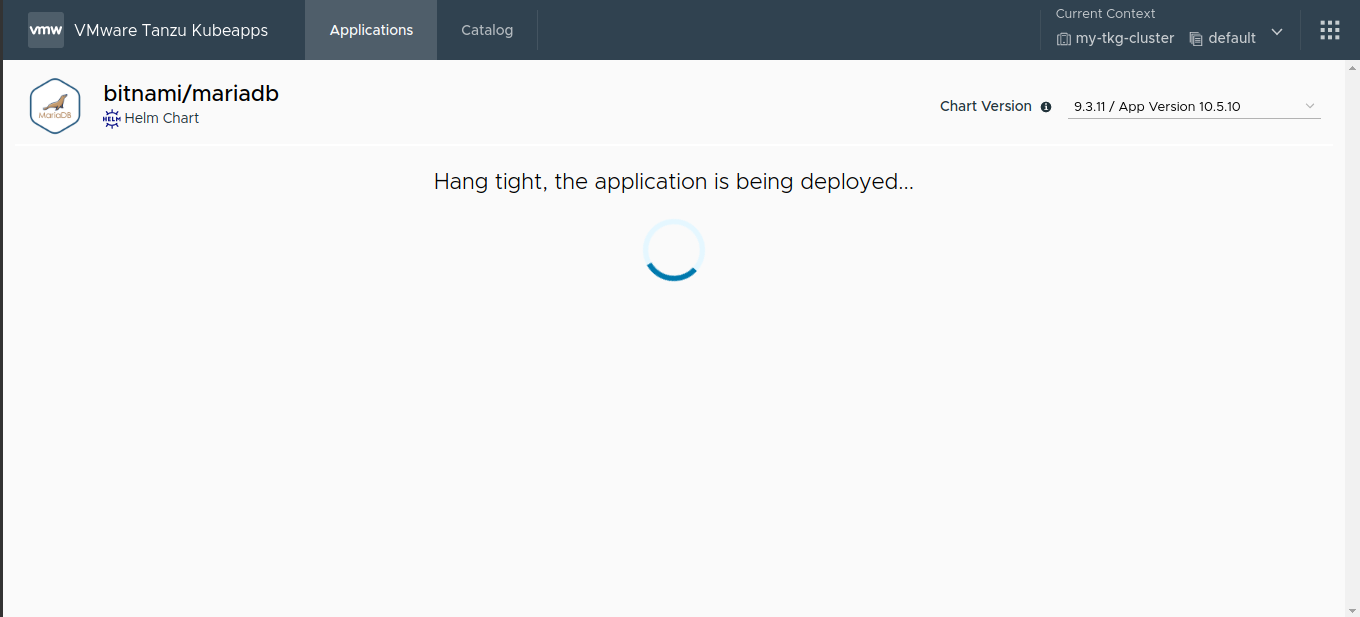 vmw VMware Tanzu Kubeapps Applications Catalog
Current Context
my-tkg-cluster default
MariaDB
bitnami/mariadb
HELM Helm Chart
Chart Version 9.3.11 / App Version 10.5.10
Hang tight, the application is being deployed...